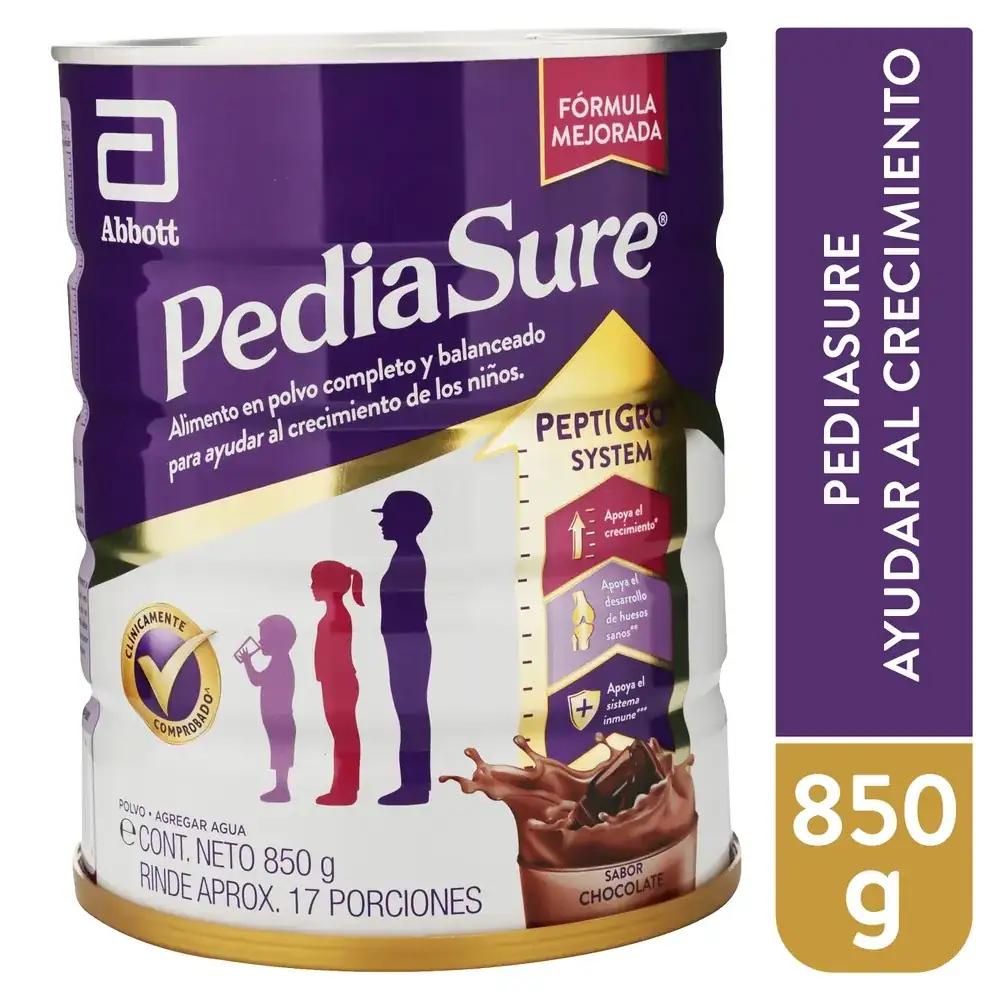 Abbott
FÓRMULA
MEJORADA
PediaSure®
Alimento en polvo completo y balanceado
para ayudar al crecimiento de los niños.
PEPTIGRO
SYSTEM
Apoya el
crecimiento*
Apoya el
desarrollo
de huesos
sanos**
Apoya el
sistema
inmune***
CLÍNICAMENTE
COMPROBADO^
POLVO • AGREGAR AGUA
℮ CONT. NETO 850 g
RINDE APROX. 17 PORCIONES
SABOR
CHOCOLATE
PEDIASURE
AYUDAR AL CRECIMIENTO
850
g